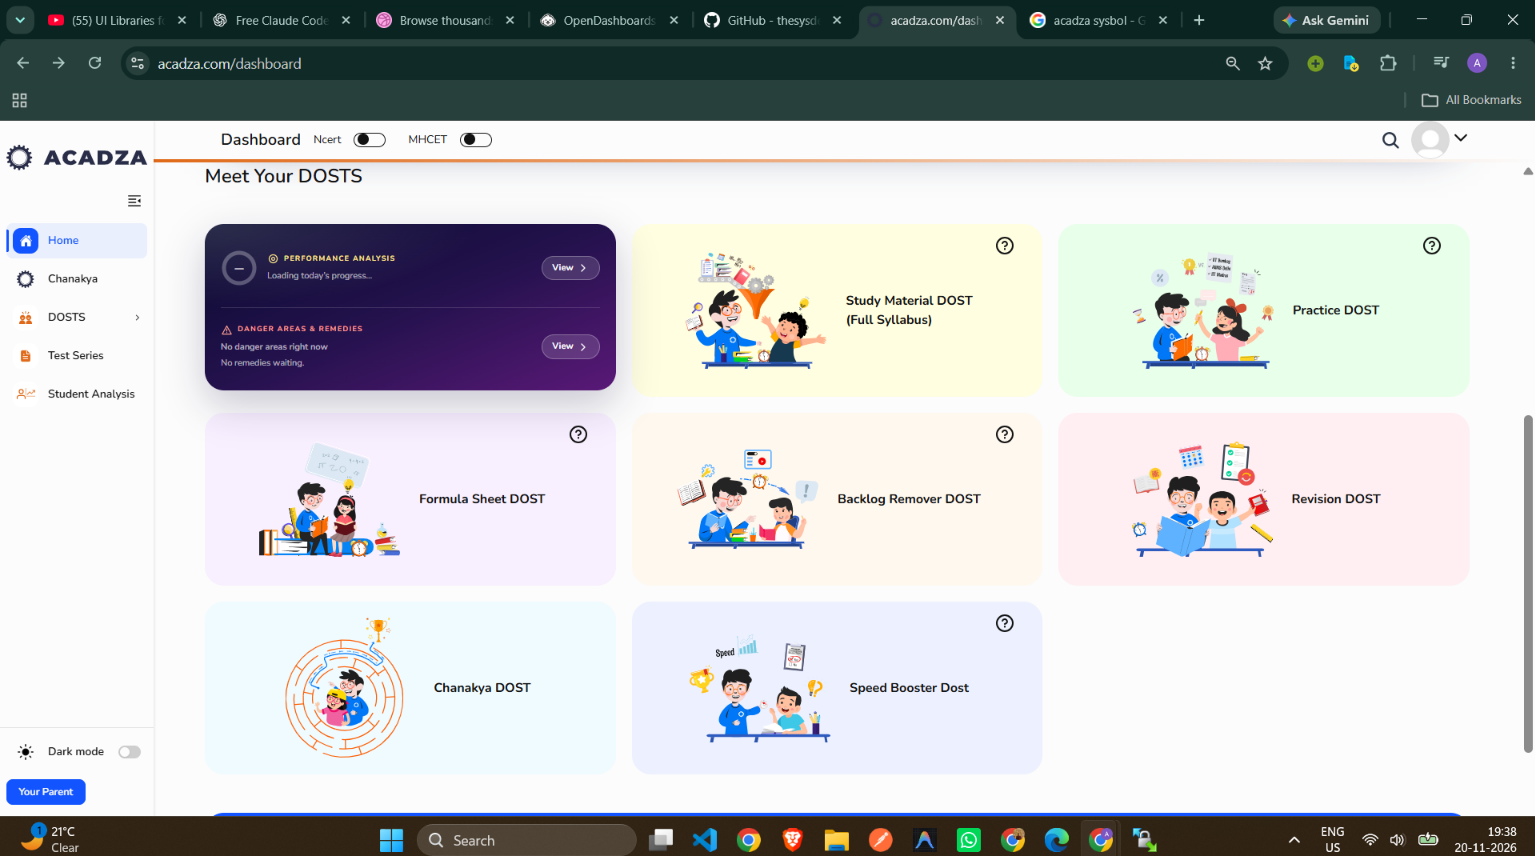 (55) UI Libraries f
Free Claude Code
Browse thousand
OpenDashboards
GitHub - thesysd
acadza.com/dash
acadza sysbol - G
Ask Gemini
acadza.com/dashboard
A
All Bookmarks
ACADZA
Dashboard
Ncert
MHCET
Home
Chanakya
DOSTS
Test Series
Student Analysis
Meet Your DOSTS
PERFORMANCE ANALYSIS
Loading today's progress...
View
DANGER AREAS & REMEDIES
No danger areas right now
No remedies waiting.
View
Study Material DOST
(Full Syllabus)
Practice DOST
Formula Sheet DOST
Backlog Remover DOST
Revision DOST
Chanakya DOST
Speed
Speed Booster Dost
Dark mode
Your Parent
1
21°C
Clear
Search
ENG
US
19:38
20-11-2026